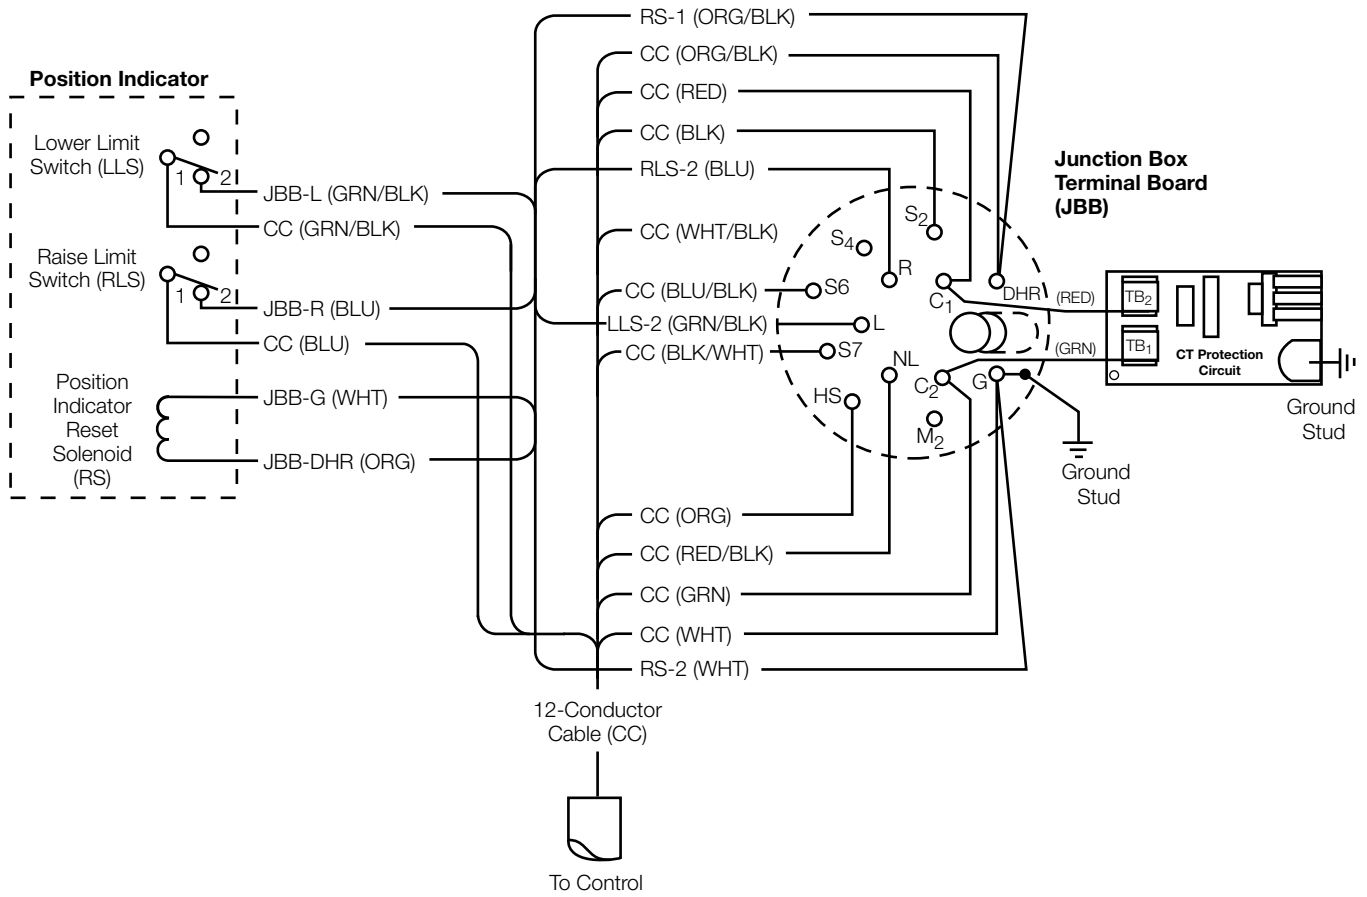 RS-1 (ORG/BLK)
CC (ORG/BLK)
Position Indicator
CC (RED)
CC (BLK)
Lower Limit
Switch (LLS)
1 2
RLS-2 (BLU)
Junction Box
Terminal Board
(JBB)
JBB-L (GRN/BLK)
CC (GRN/BLK)
CC (WHT/BLK)
S2
S4
Raise Limit
Switch (RLS)
1 2
R
CC (BLU/BLK)
S6
C1
DHR
(RED)
TB2
JBB-R (BLU)
LLS-2 (GRN/BLK)
L
CC (BLU)
CC (BLK/WHT)
S7
(GRN)
TB1
CT Protection
Circuit
NL
C2
G
Position
Indicator
Reset
Solenoid
(RS)
JBB-G (WHT)
HS
M2
Ground
Stud
JBB-DHR (ORG)
Ground
Stud
CC (ORG)
CC (RED/BLK)
CC (GRN)
CC (WHT)
RS-2 (WHT)
12-Conductor
Cable (CC)
To Control